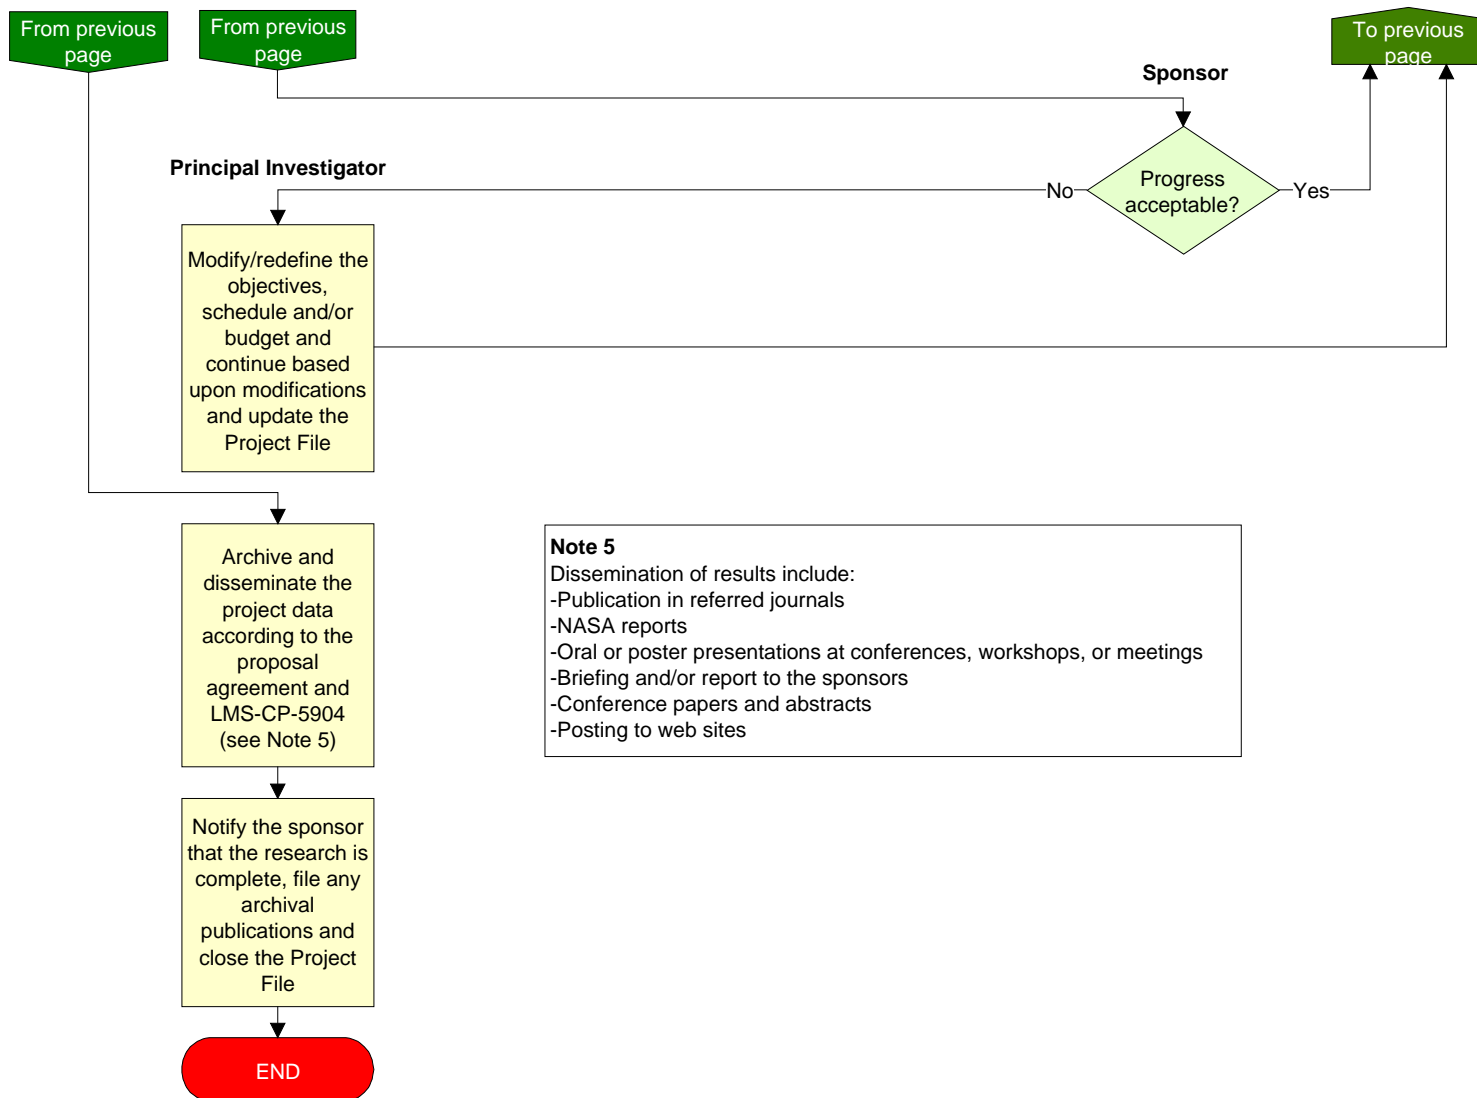 From previous
page
From previous
page
To previous
page
Sponsor
Principal Investigator
Progress
acceptable?
No
Yes
Modify/redefine the
objectives,
schedule and/or
budget and
continue based
upon modifications
and update the
Project File
Archive and
disseminate the
project data
according to the
proposal
agreement and
LMS-CP-5904
(see Note 5)
Note 5
Dissemination of results include:
-Publication in referred journals
-NASA reports
-Oral or poster presentations at conferences, workshops, or meetings
-Briefing and/or report to the sponsors
-Conference papers and abstracts
-Posting to web sites
Notify the sponsor
that the research is
complete, file any
archival
publications and
close the Project
File
END